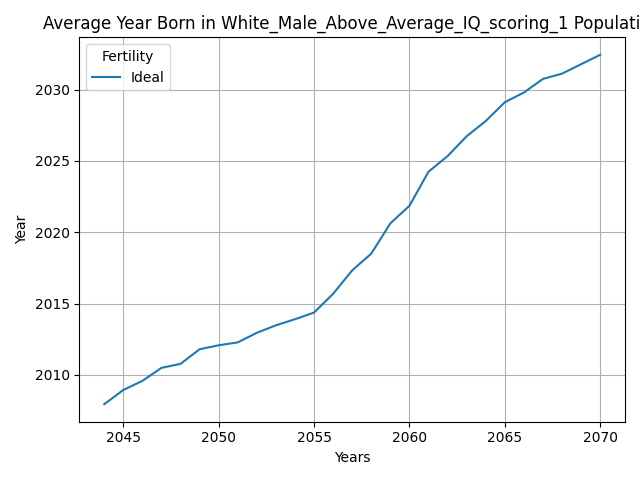 Average Year Born in White_Male_Above_Average_IQ_scoring_1 Populati
Fertility
Ideal
2030
2025
2020
2015
2010
Year
2045 2050 2055 2060 2065 2070
Years